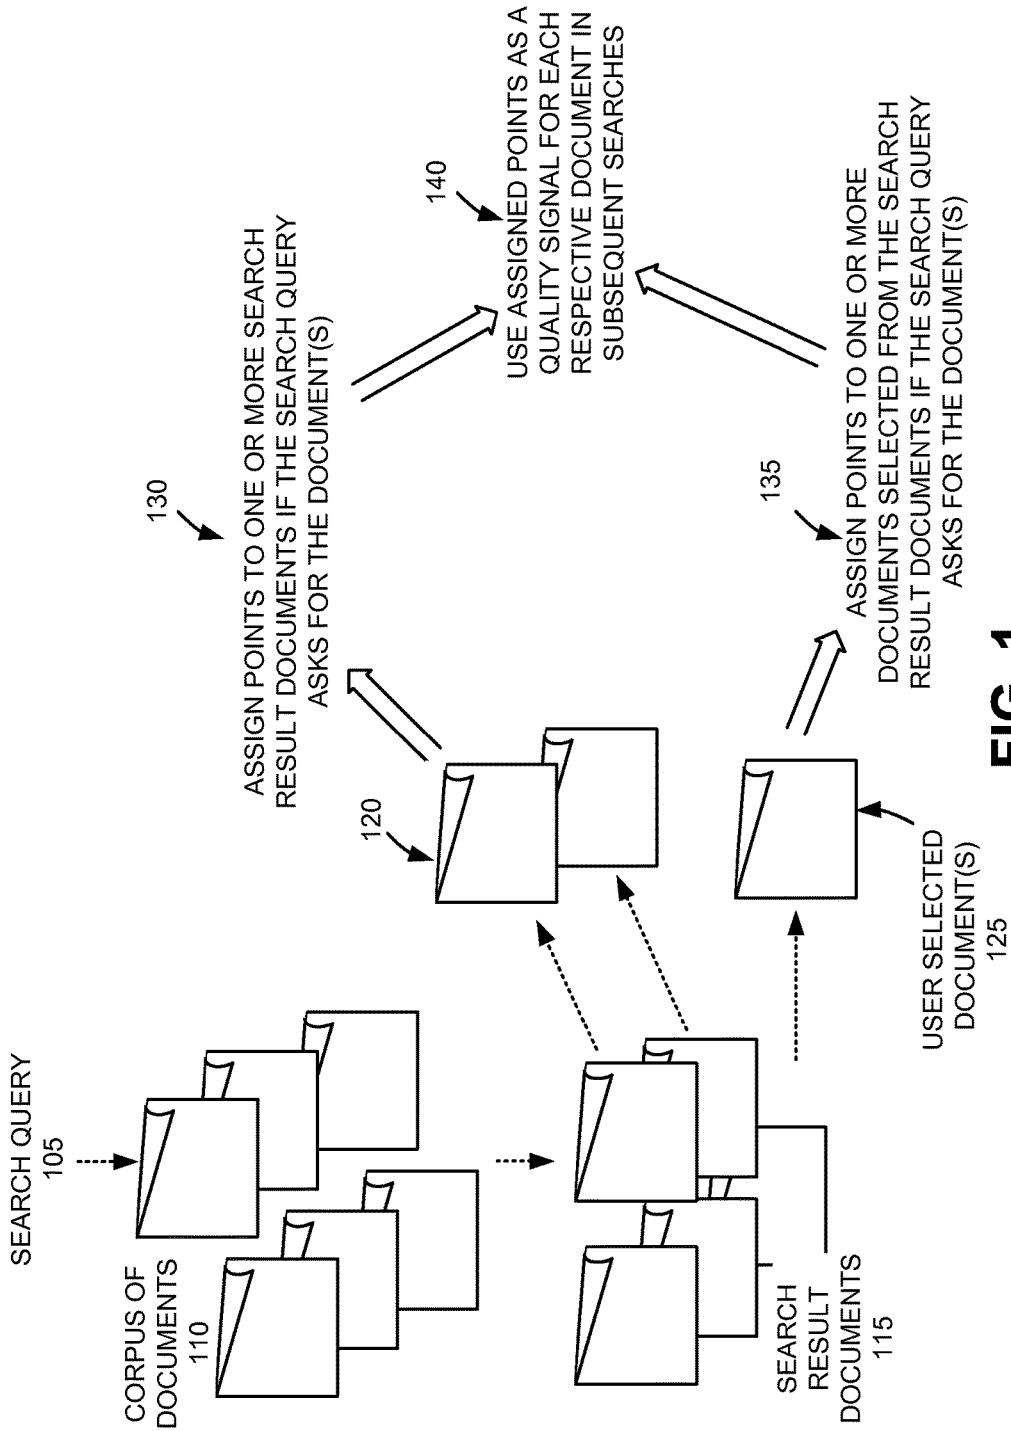 SEARCH QUERY
105
CORPUS OF
DOCUMENTS
110
SEARCH
RESULT
DOCUMENTS
115
120
USER SELECTED
DOCUMENT(S)
125
130
ASSIGN POINTS TO ONE OR MORE SEARCH
RESULT DOCUMENTS IF THE SEARCH QUERY
ASKS FOR THE DOCUMENT(S)
135
ASSIGN POINTS TO ONE OR MORE
DOCUMENTS SELECTED FROM THE SEARCH
RESULT DOCUMENTS IF THE SEARCH QUERY
ASKS FOR THE DOCUMENT(S)
140
USE ASSIGNED POINTS AS A
QUALITY SIGNAL FOR EACH
RESPECTIVE DOCUMENT IN
SUBSEQUENT SEARCHES
FIG. 1